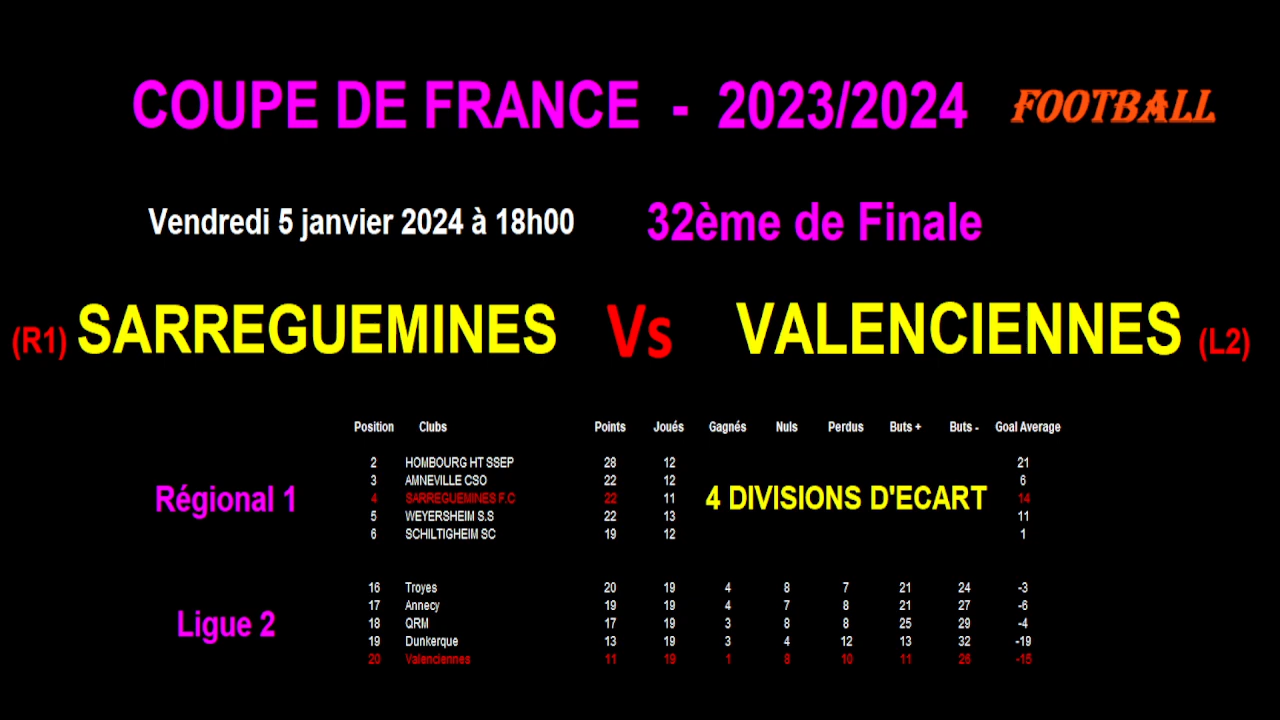 COUPE DE FRANCE - 2023/2024 FOOTBALL
Vendredi 5 janvier 2024 à 18h00 32ème de Finale
(R1) SARREGUEMINES Vs VALENCIENNES (L2)
Position Clubs Points Joués Gagnés Nuls Perdus Buts + Buts - Goal Average
2 HOMBOURG HT SSEP 28 12 21
3 AMNEVILLE CSO 22 12 6
Régional 1 4 SARREGUEMINES F.C 22 11 4 DIVISIONS D'ECART 14
5 WEYERSHEIM S.S 22 13 11
6 SCHILTIGHEIM SC 19 12 1
16 Troyes 20 19 4 8 7 21 24 -3
17 Annecy 19 19 4 7 8 21 27 -6
Ligue 2 18 QRM 17 19 3 8 8 25 29 -4
19 Dunkerque 13 19 3 4 12 13 32 -19
20 Valenciennes 11 19 1 8 10 11 26 -15